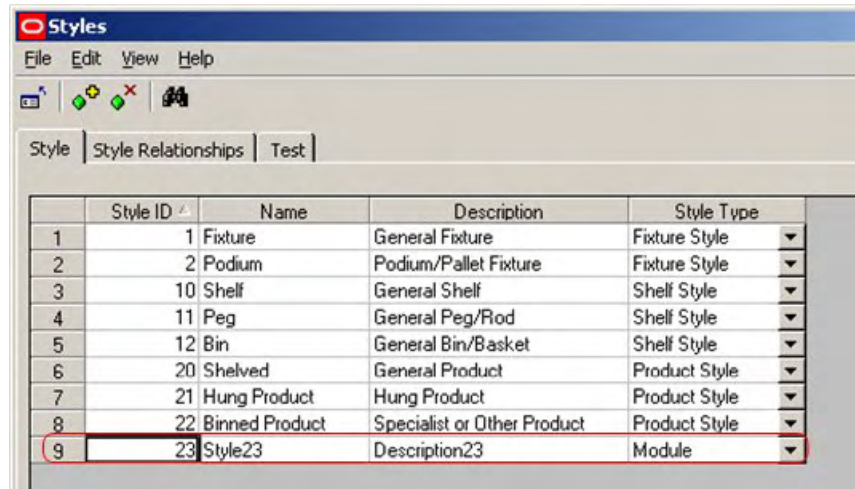 Styles
File Edit View Help
Style Style Relationships Test
Style ID Name Description Style Type
1 1 Fixture General Fixture Fixture Style
2 2 Podium Podium/Pallet Fixture Fixture Style
3 10 Shelf General Shelf Shelf Style
4 11 Peg General Peg/Rod Shelf Style
5 12 Bin General Bin/Basket Shelf Style
6 20 Shelved General Product Product Style
7 21 Hung Product Hung Product Product Style
8 22 Binned Product Specialist or Other Product Product Style
9 23 Style23 Description23 Module